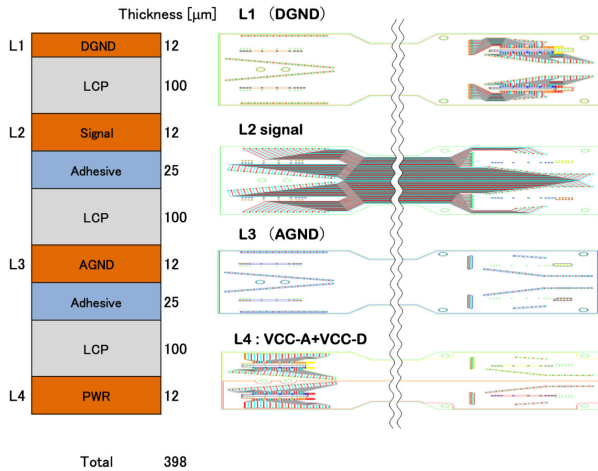 Thickness [μm]
L1 DGND 12
LCP 100
L2 Signal 12
Adhesive 25
LCP 100
L3 AGND 12
Adhesive 25
LCP 100
L4 PWR 12
Total 398
L1 （DGND）
L2 signal
L3 （AGND）
L4 : VCC-A+VCC-D